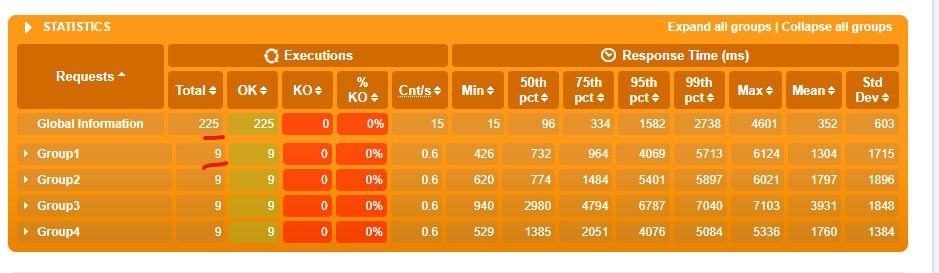 STATISTICS Expand all groups | Collapse all groups
Requests Executions Response Time (ms)
Total OK KO % KO Cnt/s Min 50th pct 75th pct 95th pct 99th pct Max Mean Std Dev
Global Information 225 225 0 0% 15 15 96 334 1582 2738 4601 352 603
Group1 9 9 0 0% 0.6 426 732 964 4069 5713 6124 1304 1715
Group2 9 9 0 0% 0.6 620 774 1484 5401 5897 6021 1797 1896
Group3 9 9 0 0% 0.6 940 2980 4794 6787 7040 7103 3931 1848
Group4 9 9 0 0% 0.6 529 1385 2051 4076 5084 5336 1760 1384